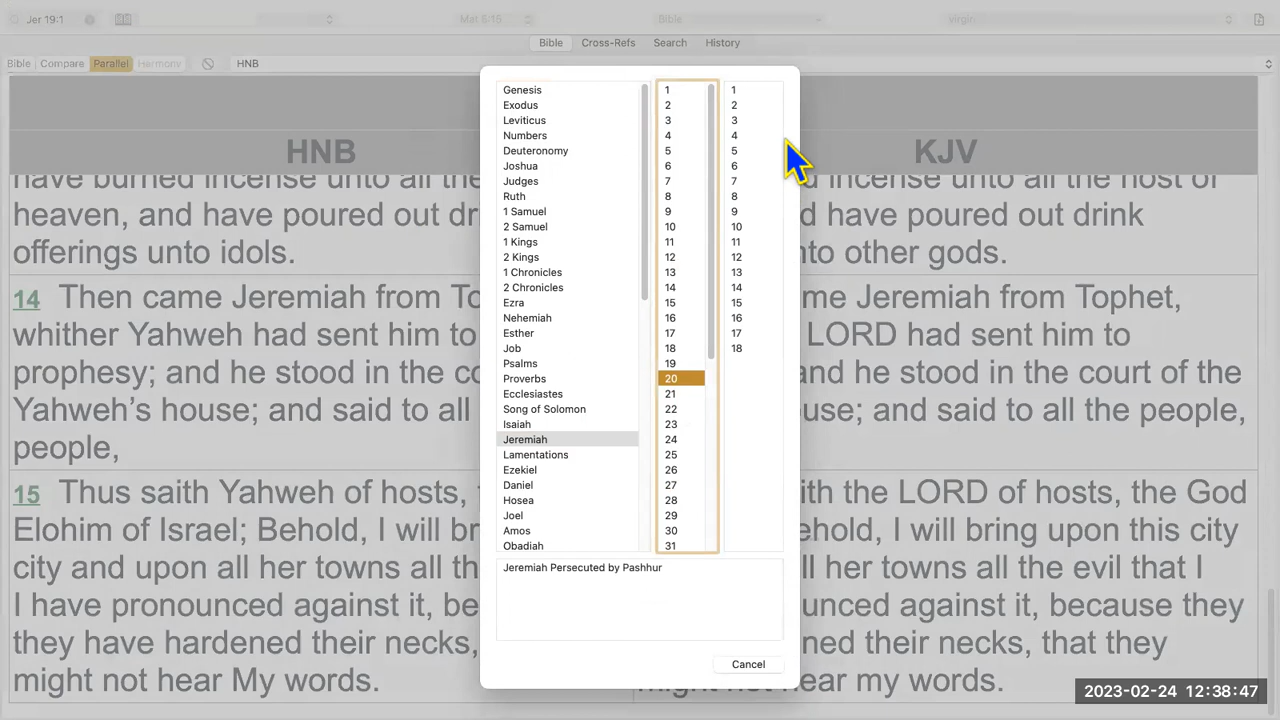 Jer 19:1
Mat 5:15
Bible
virgin
Bible Cross-Refs Search History
Bible Compare Parallel Harmony HNB
HNB KJV
have burned incense unto all the
heaven, and have poured out dri
offerings unto idols.
14 Then came Jeremiah from To
whither Yahweh had sent him to
prophesy; and he stood in the co
Yahweh’s house; and said to all
people,
15 Thus saith Yahweh of hosts,
Elohim of Israel; Behold, I will br
city and upon all her towns all th
I have pronounced against it, be
they have hardened their necks,
might not hear My words.
Genesis
Exodus
Leviticus
Numbers
Deuteronomy
Joshua
Judges
Ruth
1 Samuel
2 Samuel
1 Kings
2 Kings
1 Chronicles
2 Chronicles
Ezra
Nehemiah
Esther
Job
Psalms
Proverbs
Ecclesiastes
Song of Solomon
Isaiah
Jeremiah
Lamentations
Ezekiel
Daniel
Hosea
Joel
Amos
Obadiah
1
2
3
4
5
6
7
8
9
10
11
12
13
14
15
16
17
18
19
20
21
22
23
24
25
26
27
28
29
30
31
1
2
3
4
5
6
7
8
9
10
11
12
13
14
15
16
17
18
Jeremiah Persecuted by Pashhur
Cancel
d incense unto all the host of
d have poured out drink
nto other gods.
me Jeremiah from Tophet,
LORD had sent him to
and he stood in the court of the
use; and said to all the people,
ith the LORD of hosts, the God
ehold, I will bring upon this city
ll her towns all the evil that I
unced against it, because they
ned their necks, that they
might not hear my words.
2023-02-24 12:38:47